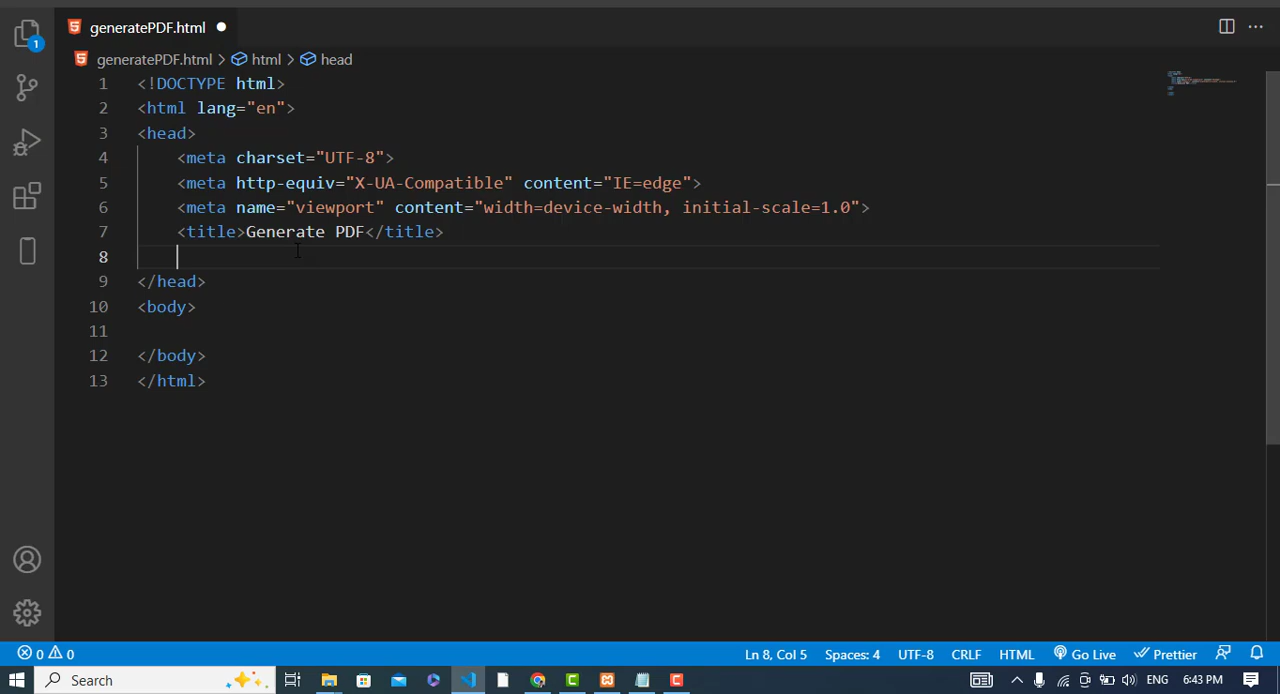 generatePDF.html
generatePDF.html > html > head
1 <!DOCTYPE html>
2 <html lang="en">
3 <head>
4 <meta charset="UTF-8">
5 <meta http-equiv="X-UA-Compatible" content="IE=edge">
6 <meta name="viewport" content="width=device-width, initial-scale=1.0">
7 <title>Generate PDF</title>
8
9 </head>
10 <body>
11
12 </body>
13 </html>
1
0 0 Ln 8, Col 5 Spaces: 4 UTF-8 CRLF HTML Go Live Prettier
Search ENG 6:43 PM